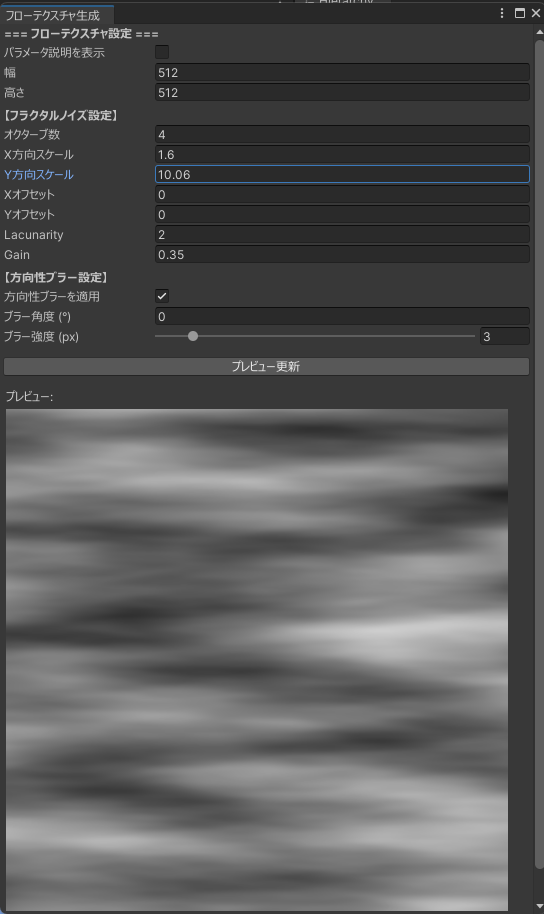 フローテクスチャ生成
=== フローテクスチャ設定 ===
パラメータ説明を表示
幅 512
高さ 512
【フラクタルノイズ設定】
オクターブ数 4
X方向スケール 1.6
Y方向スケール 10.06
Xオフセット 0
Yオフセット 0
Lacunarity 2
Gain 0.35
【方向性ブラー設定】
方向性ブラーを適用
ブラー角度 (°) 0
ブラー強度 (px) 3
プレビュー更新
プレビュー: